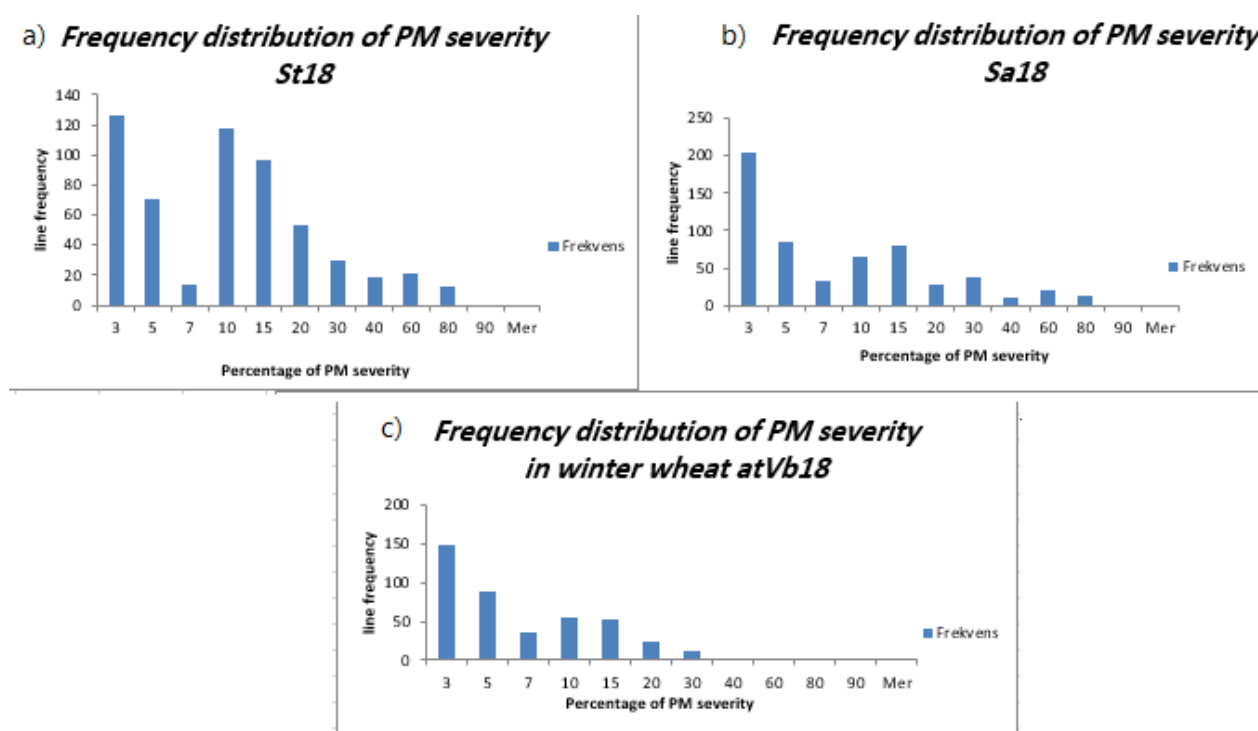 a) Frequency distribution of PM severity
St18
140
120
100
80
60
40
20
0
line frequency
3 5 7 10 15 20 30 40 60 80 90 Mer
Percentage of PM severity
Frekvens
b) Frequency distribution of PM severity
Sa18
250
200
150
100
50
0
line frequency
3 5 7 10 15 20 30 40 60 80 90 Mer
Percentage of PM severity
Frekvens
c) Frequency distribution of PM severity
in winter wheat atVb18
200
150
100
50
0
line frequency
3 5 7 10 15 20 30 40 60 80 90 Mer
Percentage of PM severity
Frekvens